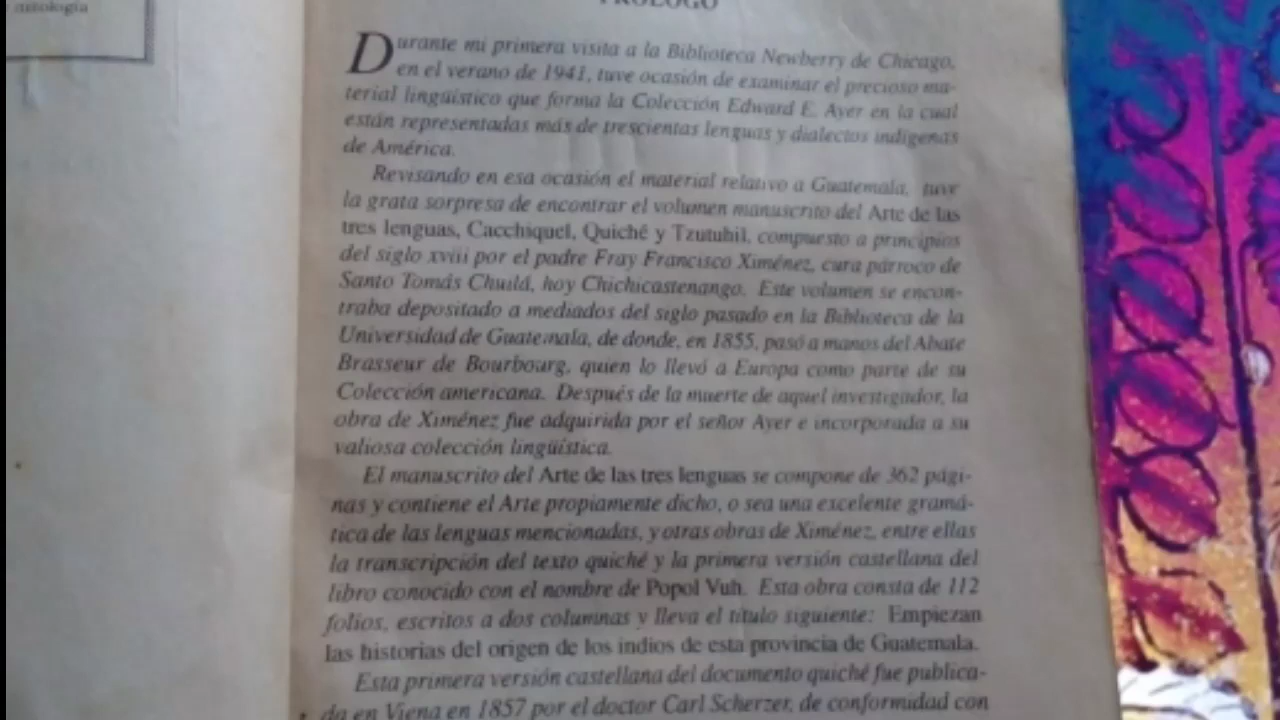 mitología
PRÓLOGO
Durante mi primera visita a la Biblioteca Newberry de Chicago,
en el verano de 1941, tuve ocasión de examinar el precioso ma-
terial lingüístico que forma la Colección Edward E. Ayer en la cual
están representadas más de trescientas lenguas y dialectos indígenas
de América.
Revisando en esa ocasión el material relativo a Guatemala, tuve
la grata sorpresa de encontrar el volumen manuscrito del Arte de las
tres lenguas, Cacchiquel, Quiché y Tzutuhil, compuesto a principios
del siglo xviii por el padre Fray Francisco Ximénez, cura párroco de
Santo Tomás Chuilá, hoy Chichicastenango. Este volumen se encon-
traba depositado a mediados del siglo pasado en la Biblioteca de la
Universidad de Guatemala, de donde, en 1855, pasó a manos del Abate
Brasseur de Bourbourg, quien lo llevó a Europa como parte de su
Colección americana. Después de la muerte de aquel investigador, la
obra de Ximénez fue adquirida por el señor Ayer e incorporada a su
valiosa colección lingüística.
El manuscrito del Arte de las tres lenguas se compone de 362 pági-
nas y contiene el Arte propiamente dicho, o sea una excelente gramá-
tica de las lenguas mencionadas, y otras obras de Ximénez, entre ellas
la transcripción del texto quiché y la primera versión castellana del
libro conocido con el nombre de Popol Vuh. Esta obra consta de 112
folios, escritos a dos columnas y lleva el título siguiente: Empiezan
las historias del origen de los indios de esta provincia de Guatemala.
Esta primera versión castellana del documento quiché fue publica-
da en Viena en 1857 por el doctor Carl Scherzer, de conformidad con